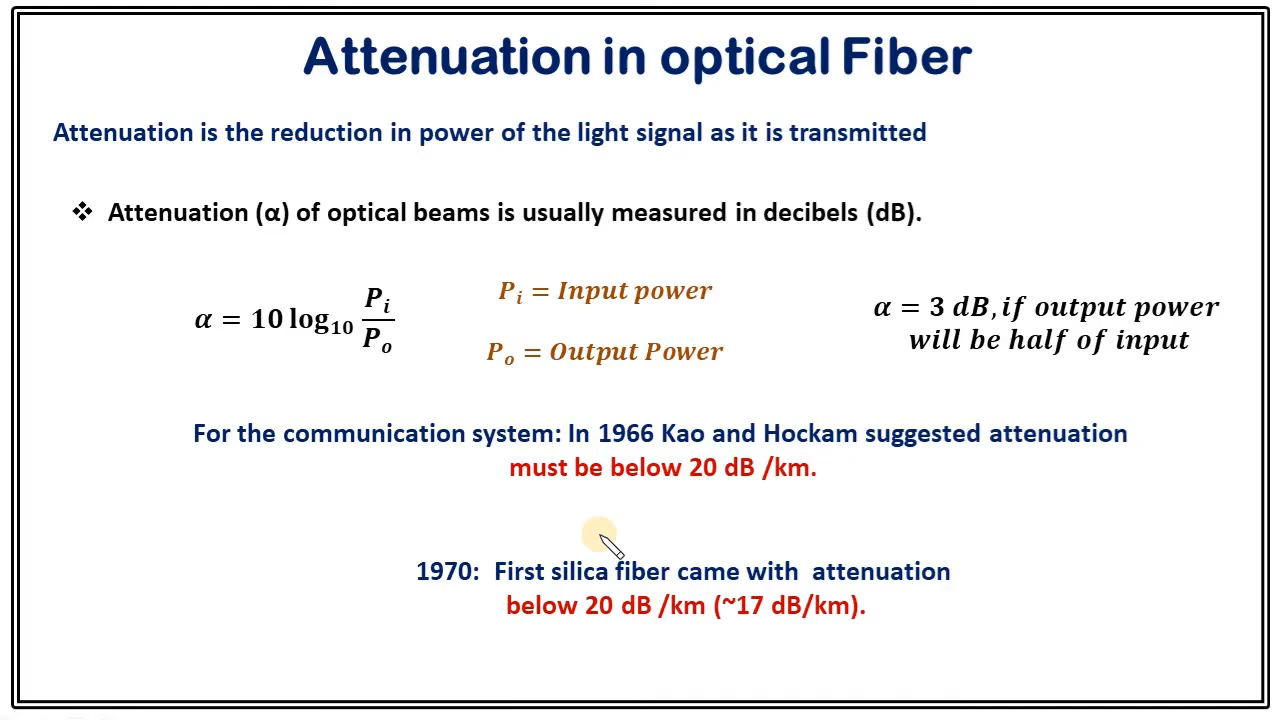 Attenuation in optical Fiber
Attenuation is the reduction in power of the light signal as it is transmitted
❖ Attenuation (α) of optical beams is usually measured in decibels (dB).
α = 10 log₁₀ Pᵢ/Pₒ
Pᵢ = Input power
Pₒ = Output Power
α = 3 dB, if output power
will be half of input
For the communication system: In 1966 Kao and Hockam suggested attenuation
must be below 20 dB /km.
1970: First silica fiber came with attenuation
below 20 dB /km (~17 dB/km).